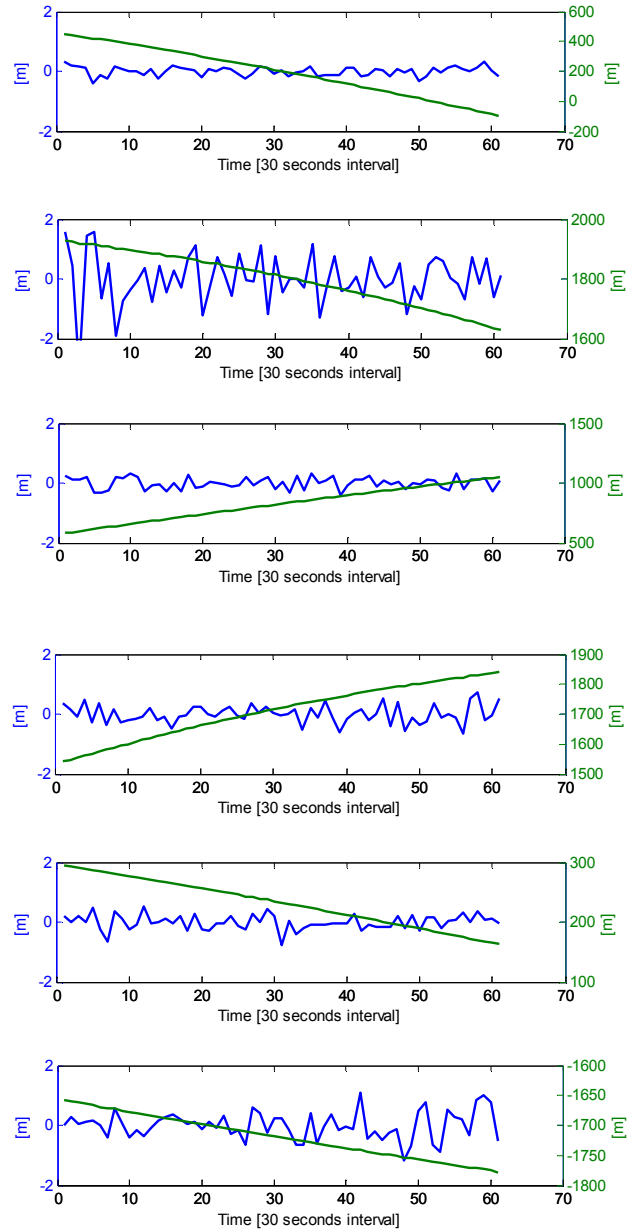 2 600
400
[m] 0 200 [m]
0
-2 -200
0 10 20 30 40 50 60 70
Time [30 seconds interval]
2 2000
[m] 0 1800 [m]
-2 1600
0 10 20 30 40 50 60 70
Time [30 seconds interval]
2 1500
[m] 0 1000 [m]
-2 500
0 10 20 30 40 50 60 70
Time [30 seconds interval]
2 1900
1800
[m] 0 1700 [m]
1600
-2 1500
0 10 20 30 40 50 60 70
Time [30 seconds interval]
2 300
[m] 0 200 [m]
-2 100
0 10 20 30 40 50 60 70
Time [30 seconds interval]
2 -1600
-1650
[m] 0 -1700 [m]
-1750
-2 -1800
0 10 20 30 40 50 60 70
Time [30 seconds interval]